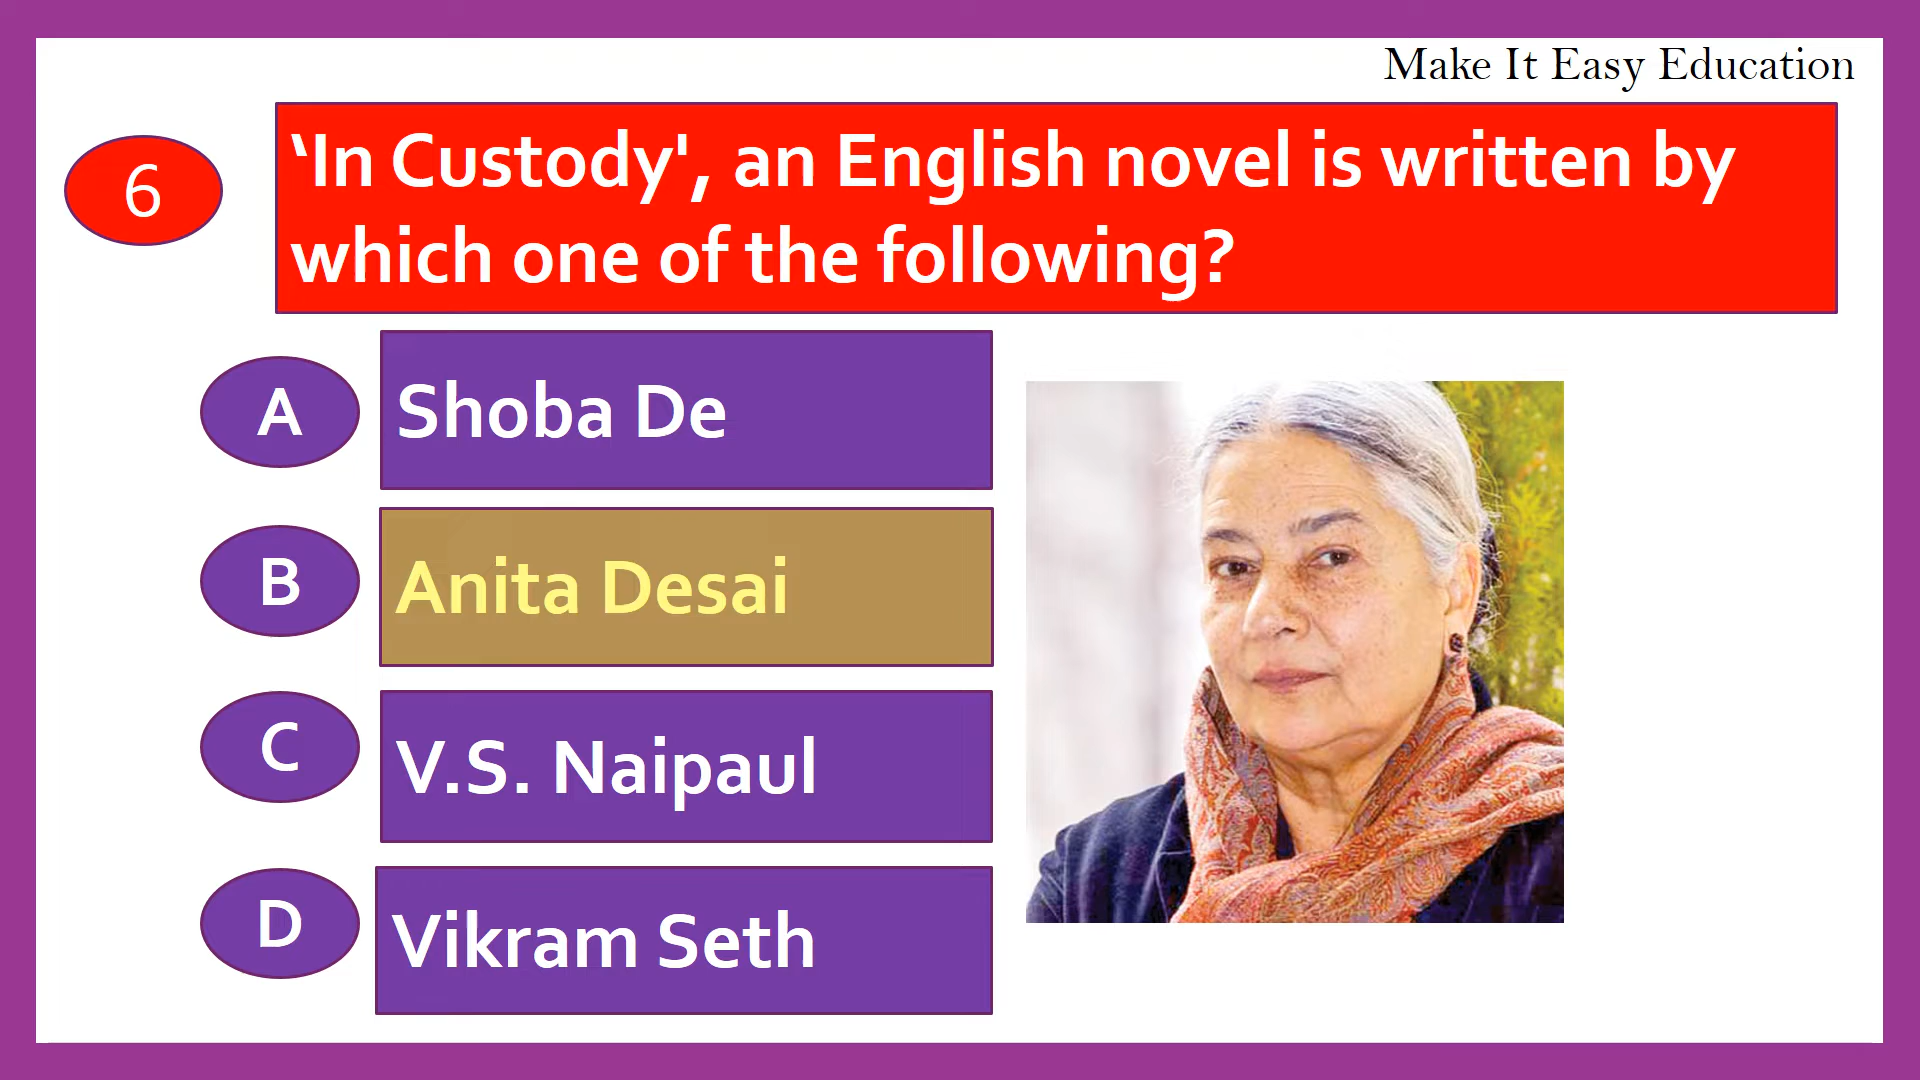 Make It Easy Education
6
‘In Custody', an English novel is written by
which one of the following?
A
Shoba De
B
Anita Desai
C
V.S. Naipaul
D
Vikram Seth